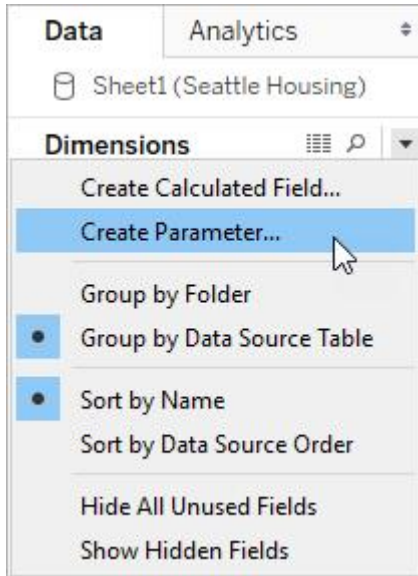 Data Analytics
Sheet1 (Seattle Housing)
Dimensions
Create Calculated Field...
Create Parameter...
Group by Folder
Group by Data Source Table
Sort by Name
Sort by Data Source Order
Hide All Unused Fields
Show Hidden Fields